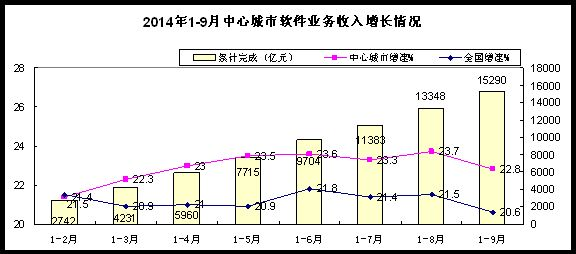 2014年1-9月中心城市软件业务收入增长情况
累计完成（亿元） 中心城市增速% 全国增速%
28 18000
16000
26 14000
12000
24 10000
8000
22 6000
4000
2000
20 0
2742 4231 5960 7715 9704 11383 13348 15290
21.4 22.3 23 23.5 23.6 23.3 23.7 22.8
21.5 20.9 21 20.9 21.8 21.4 21.5 20.6
1-2月 1-3月 1-4月 1-5月 1-6月 1-7月 1-8月 1-9月